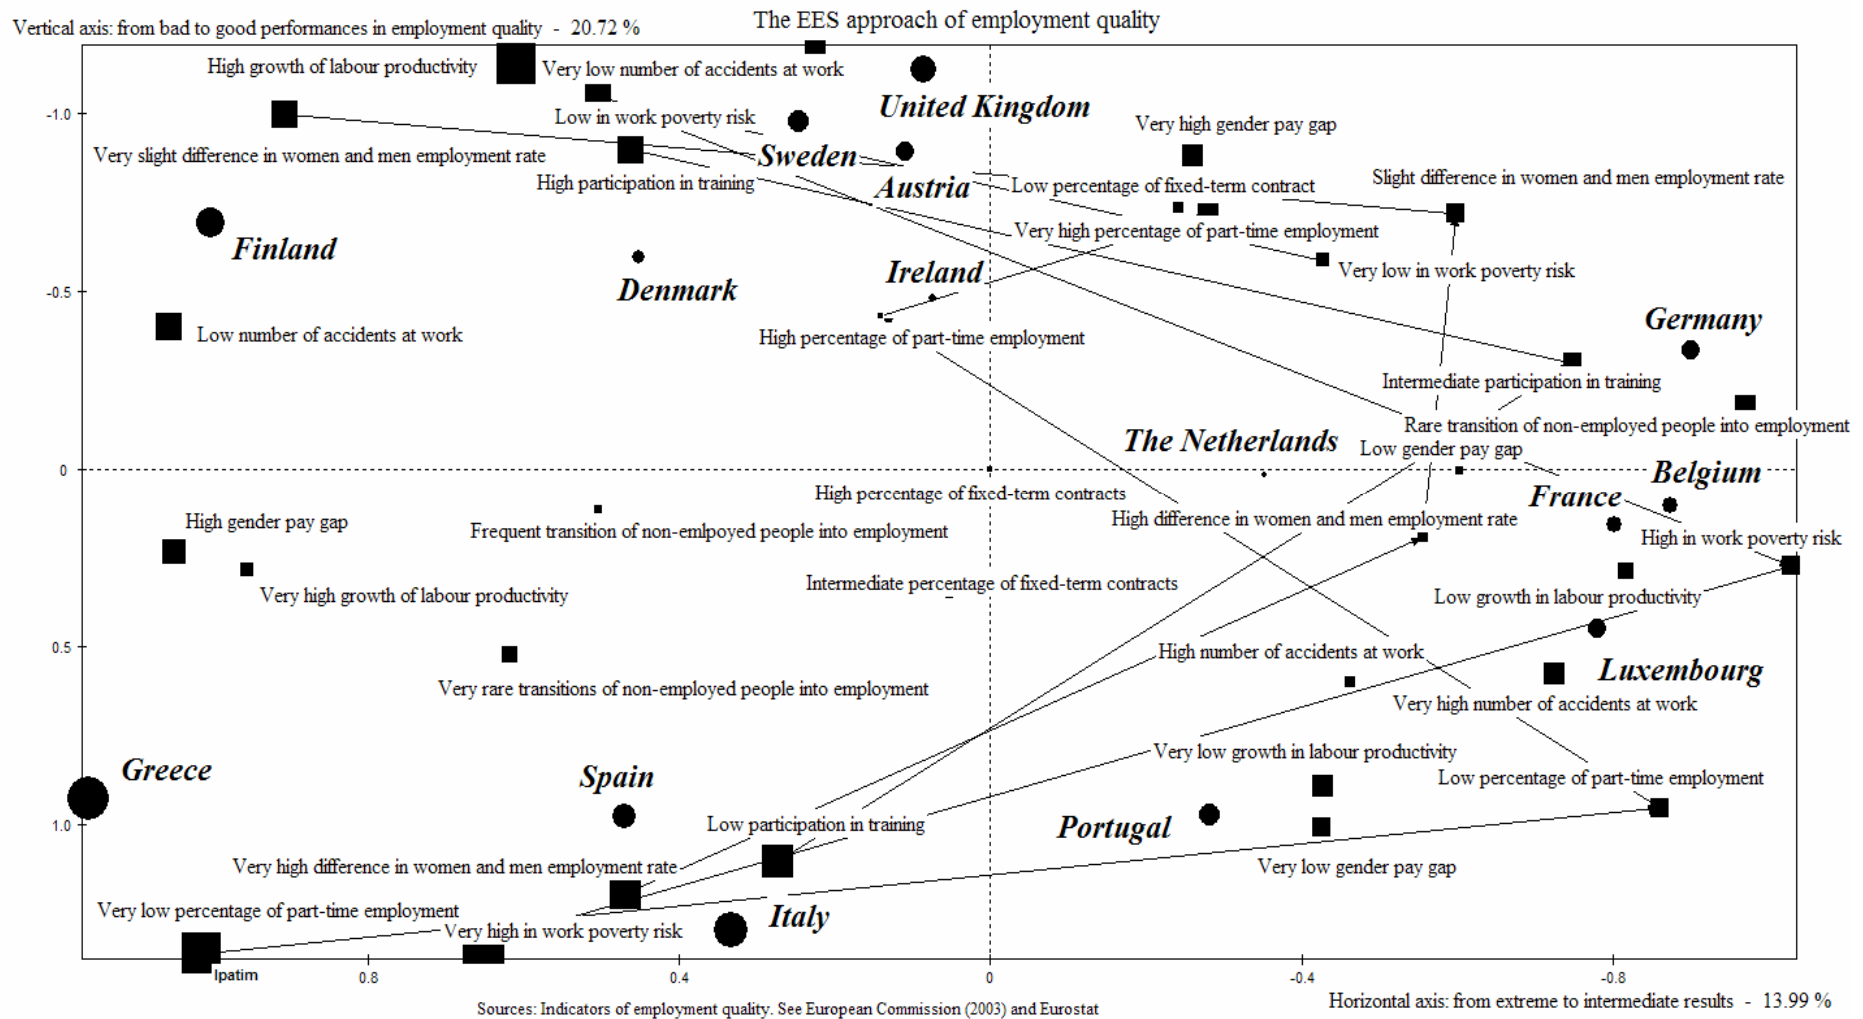 The EES approach of employment quality
Vertical axis: from bad to good performances in employment quality - 20.72 %
High growth of labour productivity
Very low number of accidents at work
United Kingdom
-1.0
Low in work poverty risk
Very high gender pay gap
Very slight difference in women and men employment rate
Sweden
High participation in training
Austria
Low percentage of fixed-term contract
Slight difference in women and men employment rate
Finland
Very high percentage of part-time employment
Denmark
Ireland
Very low in work poverty risk
-0.5
Low number of accidents at work
High percentage of part-time employment
Germany
Intermediate participation in training
Rare transition of non-employed people into employment
The Netherlands
Low gender pay gap
0
Belgium
High percentage of fixed-term contracts
France
High gender pay gap
Frequent transition of non-emlpoyed people into employment
High difference in women and men employment rate
High in work poverty risk
Very high growth of labour productivity
Intermediate percentage of fixed-term contracts
Low growth in labour productivity
0.5
High number of accidents at work
Luxembourg
Very rare transitions of non-employed people into employment
Very high number of accidents at work
Greece
Spain
Very low growth in labour productivity
Low percentage of part-time employment
1.0
Low participation in training
Portugal
Very high difference in women and men employment rate
Very low gender pay gap
Very low percentage of part-time employment
Italy
Very high in work poverty risk
Ipatim
0.8
0.4
0
-0.4
-0.8
Horizontal axis: from extreme to intermediate results - 13.99 %
Sources: Indicators of employment quality. See European Commission (2003) and Eurostat